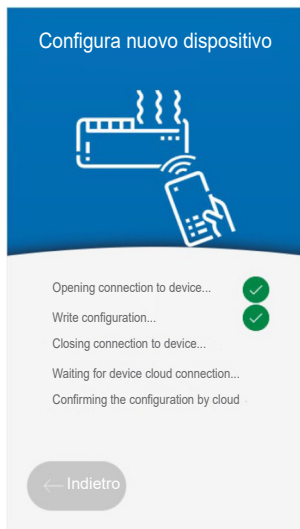 Configura nuovo dispositivo
Opening connection to device...
Write configuration...
Closing connection to device...
Waiting for device cloud connection...
Confirming the configuration by cloud
Indietro